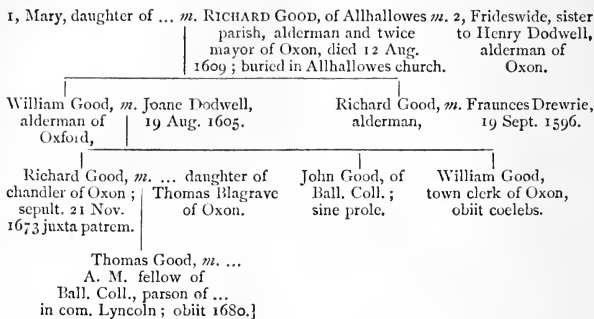 1, Mary, daughter of ... m. RICHARD GOOD, of Allhallowes m. 2, Frideswide, sister
parish, alderman and twice to Henry Dodwell,
mayor of Oxon, died 12 Aug. alderman of
1609; buried in Allhallowes church. Oxon.
William Good, m. Joane Dodwell, Richard Good, m. Fraunces Drewrie,
alderman of 19 Aug. 1605. alderman, 19 Sept. 1596.
Oxford,
Richard Good, m. ... daughter of John Good, of William Good,
chandler of Oxon; Thomas Blagrave Ball. Coll.; town clerk of Oxon,
sepult. 21 Nov. of Oxon. sine prole. obiit coelebs.
1673 juxta patrem.
Thomas Good, m. ...
A. M. fellow of
Ball. Coll., parson of ...
in com. Lyncoln; obiit 1680.}